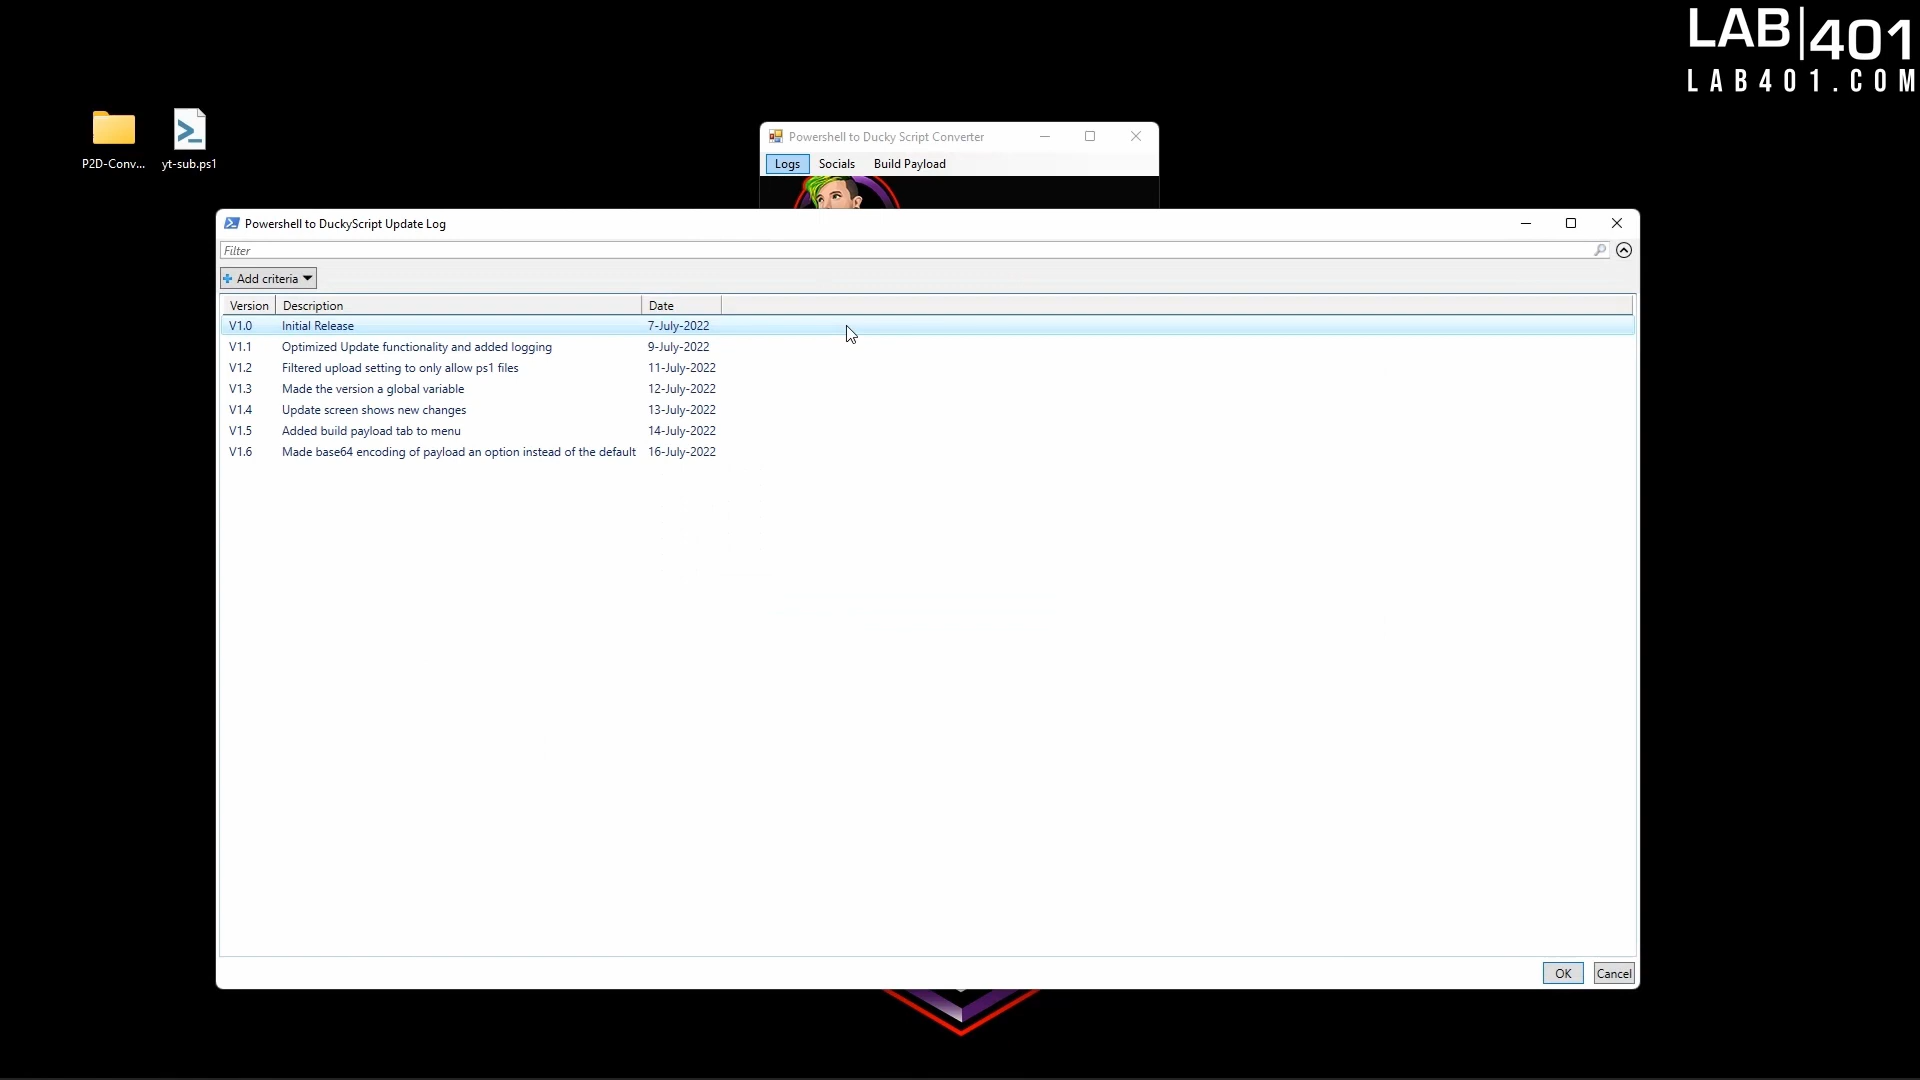 LAB|401
LAB401.COM
P2D-Conv...
yt-sub.ps1
Powershell to Ducky Script Converter
Logs Socials Build Payload
Powershell to DuckyScript Update Log
Filter
Add criteria
Version Description Date
V1.0 Initial Release 7-July-2022
V1.1 Optimized Update functionality and added logging 9-July-2022
V1.2 Filtered upload setting to only allow ps1 files 11-July-2022
V1.3 Made the version a global variable 12-July-2022
V1.4 Update screen shows new changes 13-July-2022
V1.5 Added build payload tab to menu 14-July-2022
V1.6 Made base64 encoding of payload an option instead of the default 16-July-2022
OK Cancel